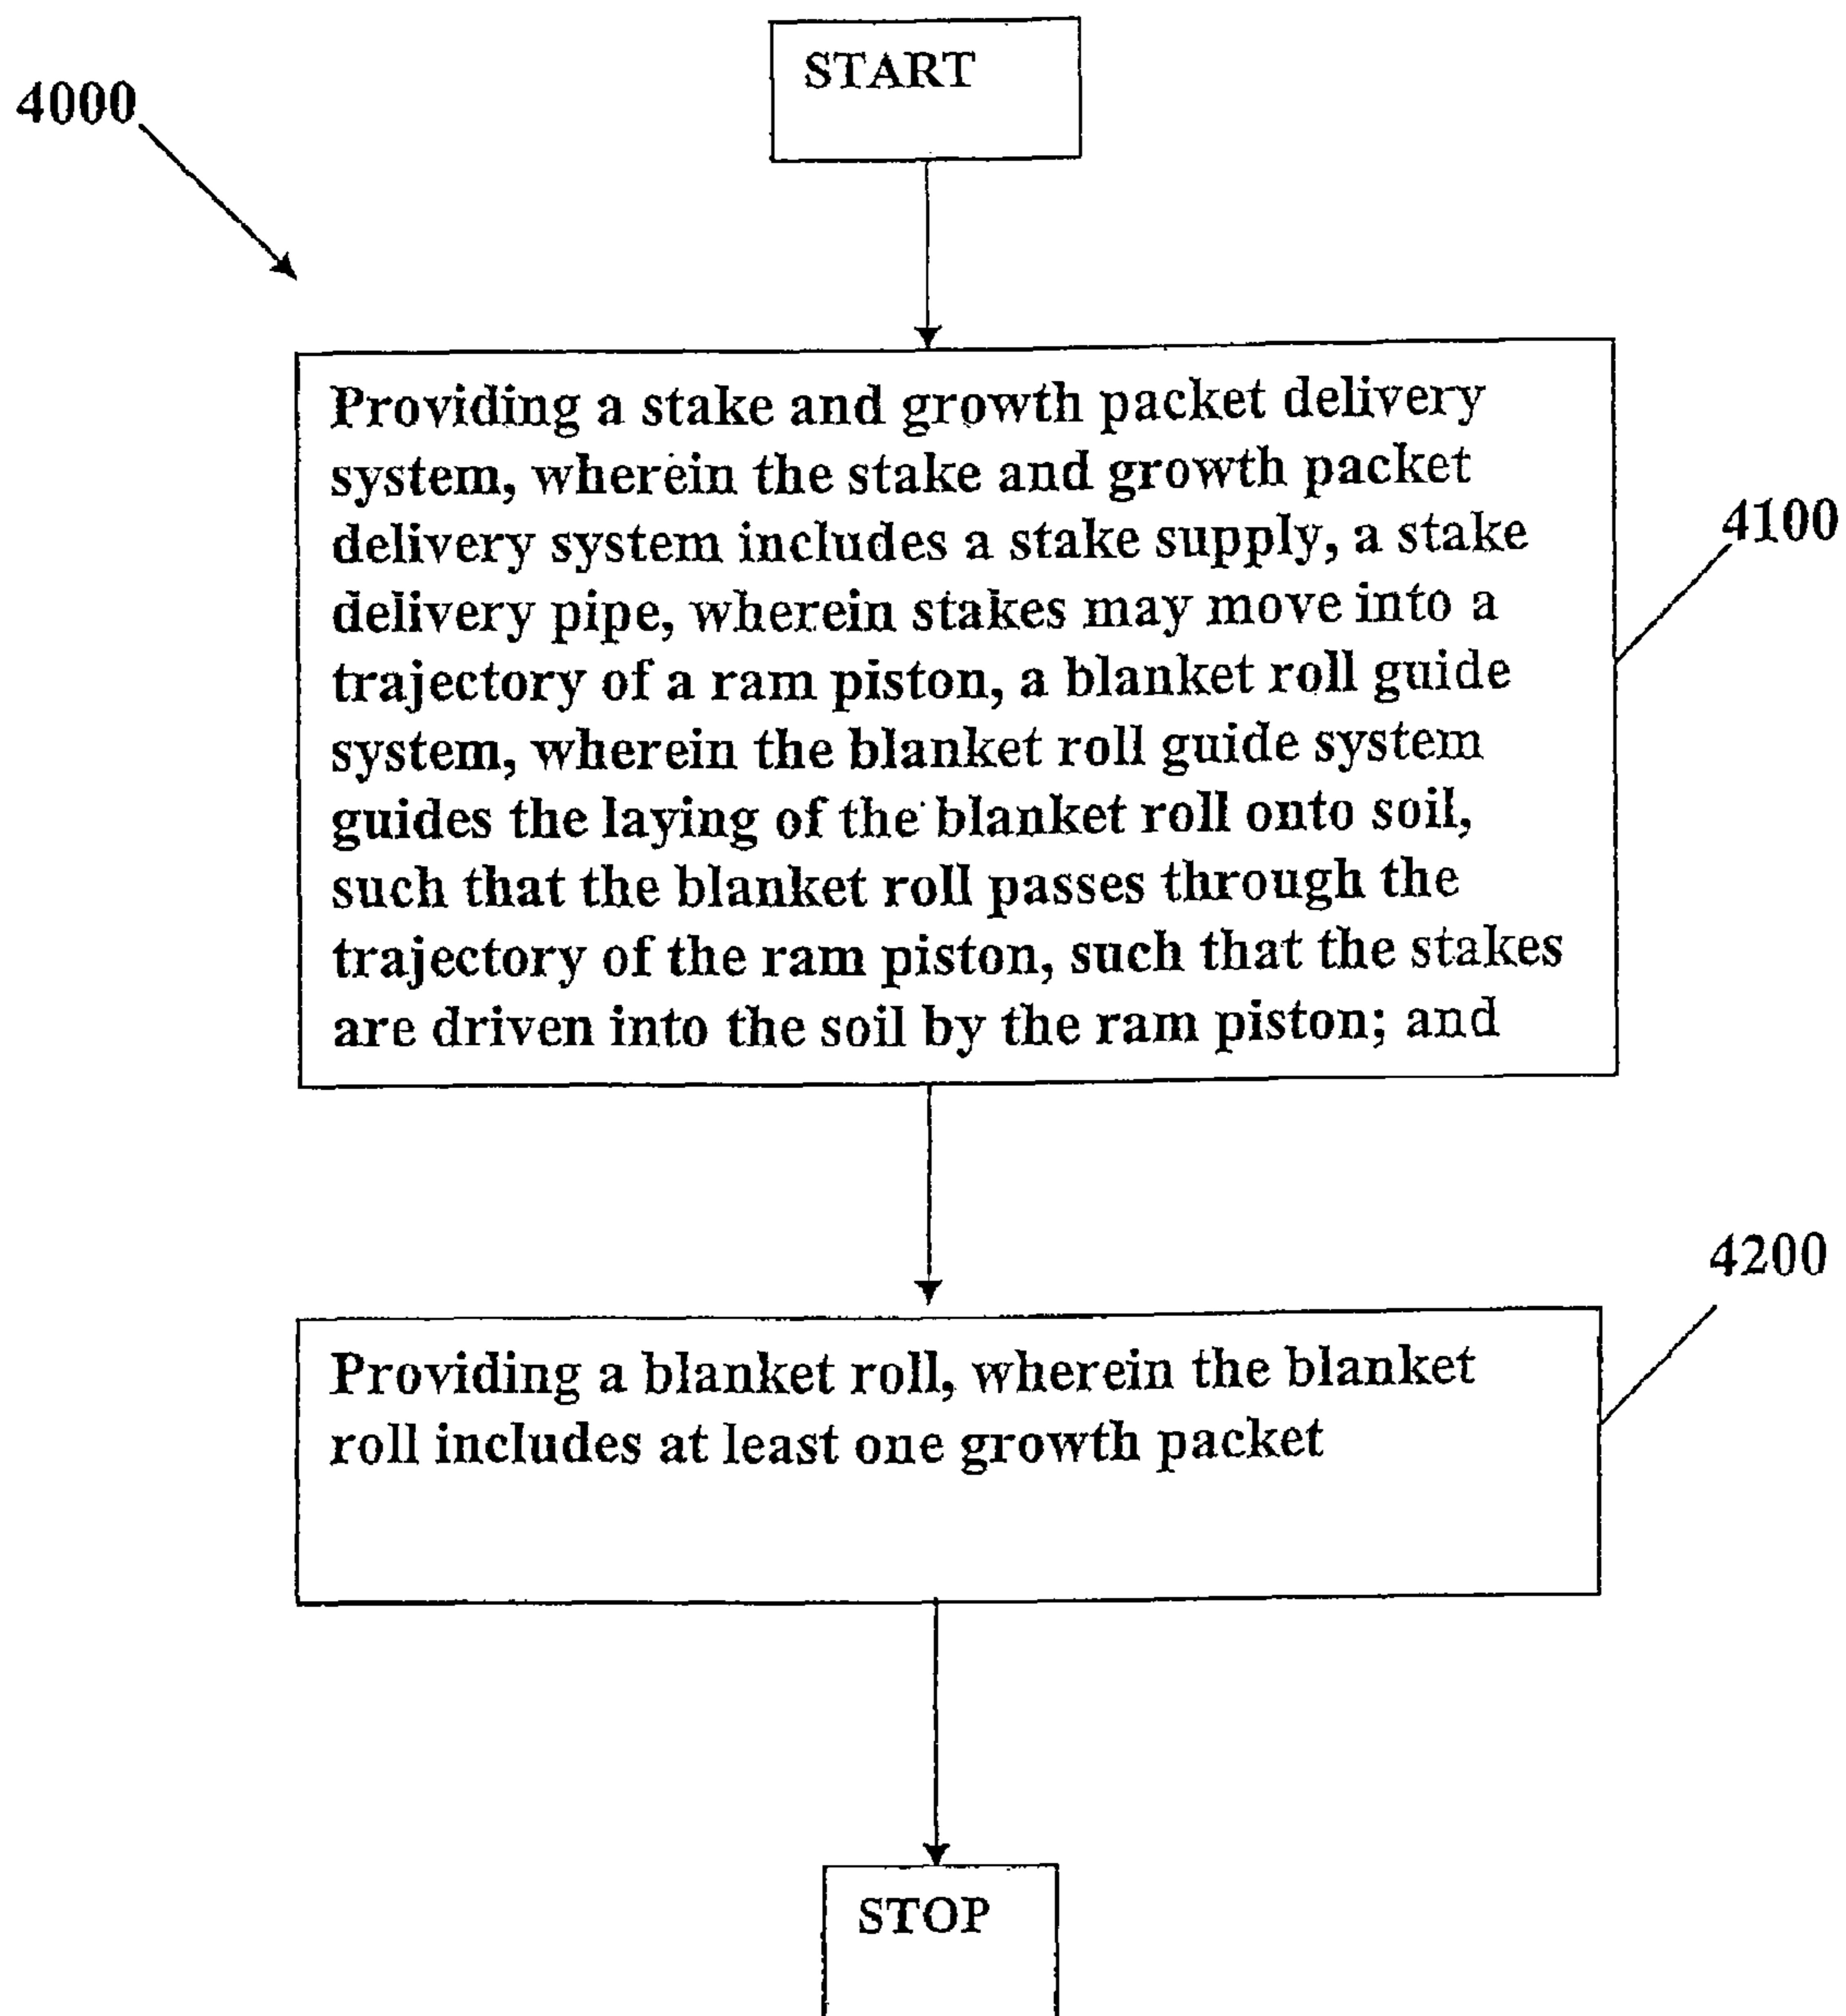 START
4000
Providing a stake and growth packet delivery
system, wherein the stake and growth packet
delivery system includes a stake supply, a stake
delivery pipe, wherein stakes may move into a
trajectory of a ram piston, a blanket roll guide
system, wherein the blanket roll guide system
guides the laying of the blanket roll onto soil,
such that the blanket roll passes through the
trajectory of the ram piston, such that the stakes
are driven into the soil by the ram piston; and
4100
4200
Providing a blanket roll, wherein the blanket
roll includes at least one growth packet
STOP